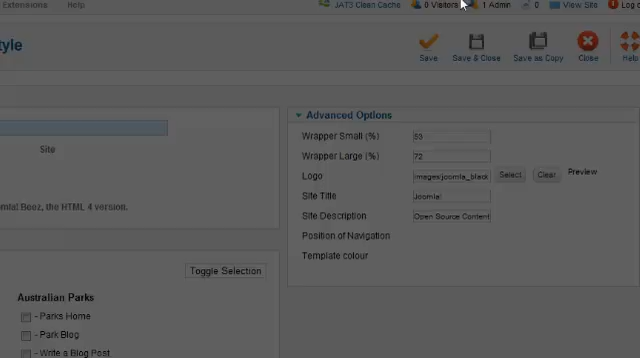 Extensions Help JAT3 Clean Cache 0 Visitors 1 Admin 0 View Site Log o
tyle
Save Save & Close Save as Copy Close Help
Advanced Options
Wrapper Small (%) 53
Wrapper Large (%) 72
Site Logo images/joomla_black Select Clear Preview
Site Title Joomla!
omla! Beez, the HTML 4 version. Site Description Open Source Content
Position of Navigation
Template colour
Toggle Selection
Australian Parks
- Parks Home
- Park Blog
- Write a Blog Post